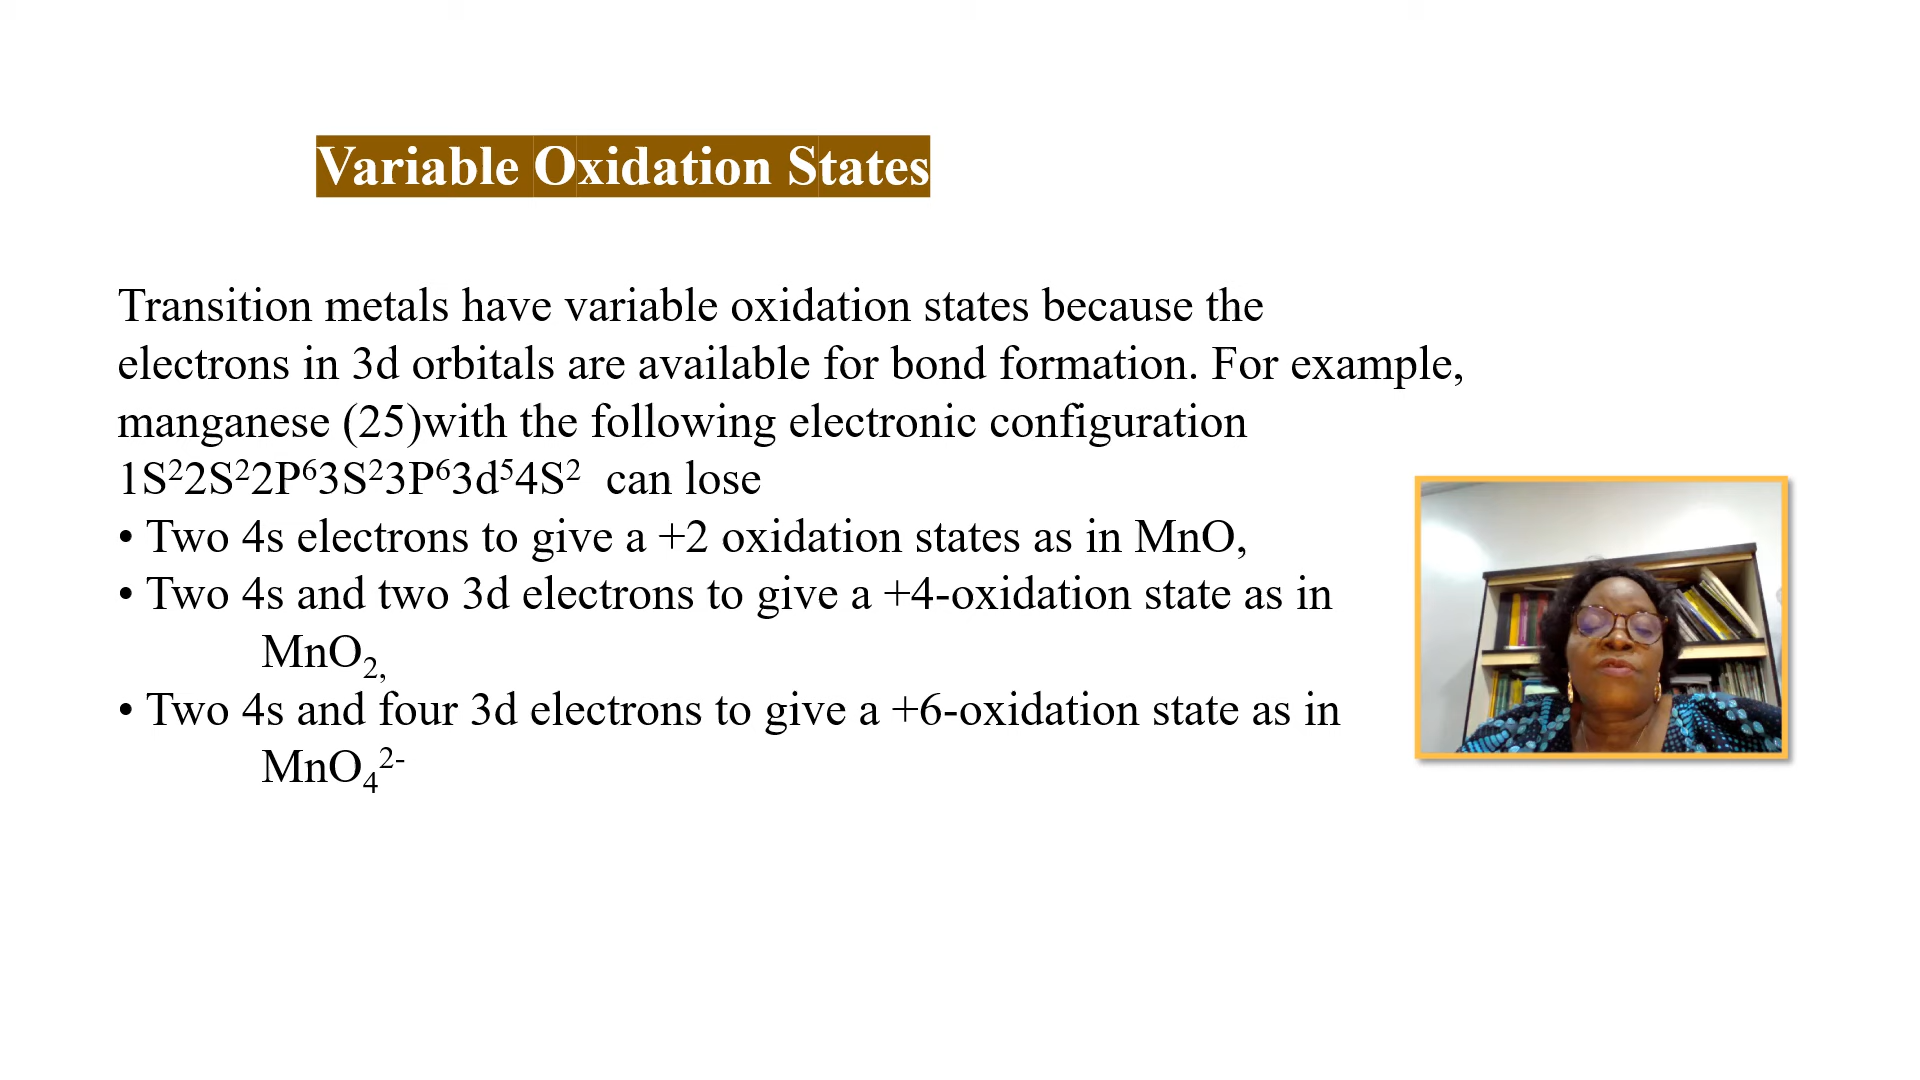 Variable Oxidation States
Transition metals have variable oxidation states because the
electrons in 3d orbitals are available for bond formation. For example,
manganese (25)with the following electronic configuration
1S²2S²2P⁶3S²3P⁶3d⁵4S² can lose
• Two 4s electrons to give a +2 oxidation states as in MnO,
• Two 4s and two 3d electrons to give a +4-oxidation state as in
MnO₂,
• Two 4s and four 3d electrons to give a +6-oxidation state as in
MnO₄²⁻